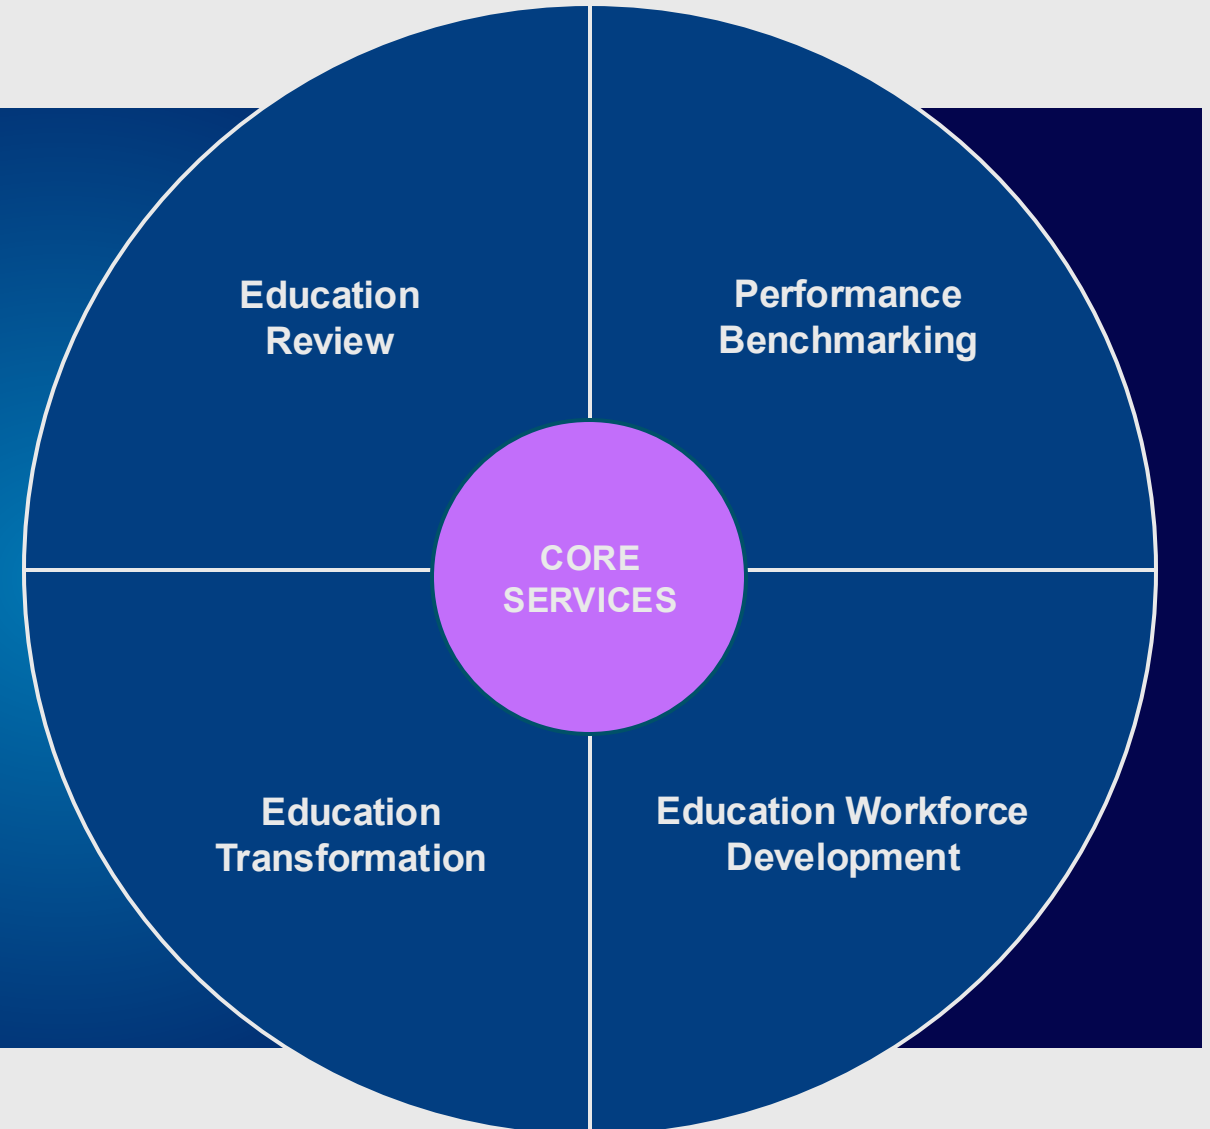 Education
Review
Performance
Benchmarking
CORE
SERVICES
Education
Transformation
Education Workforce
Development